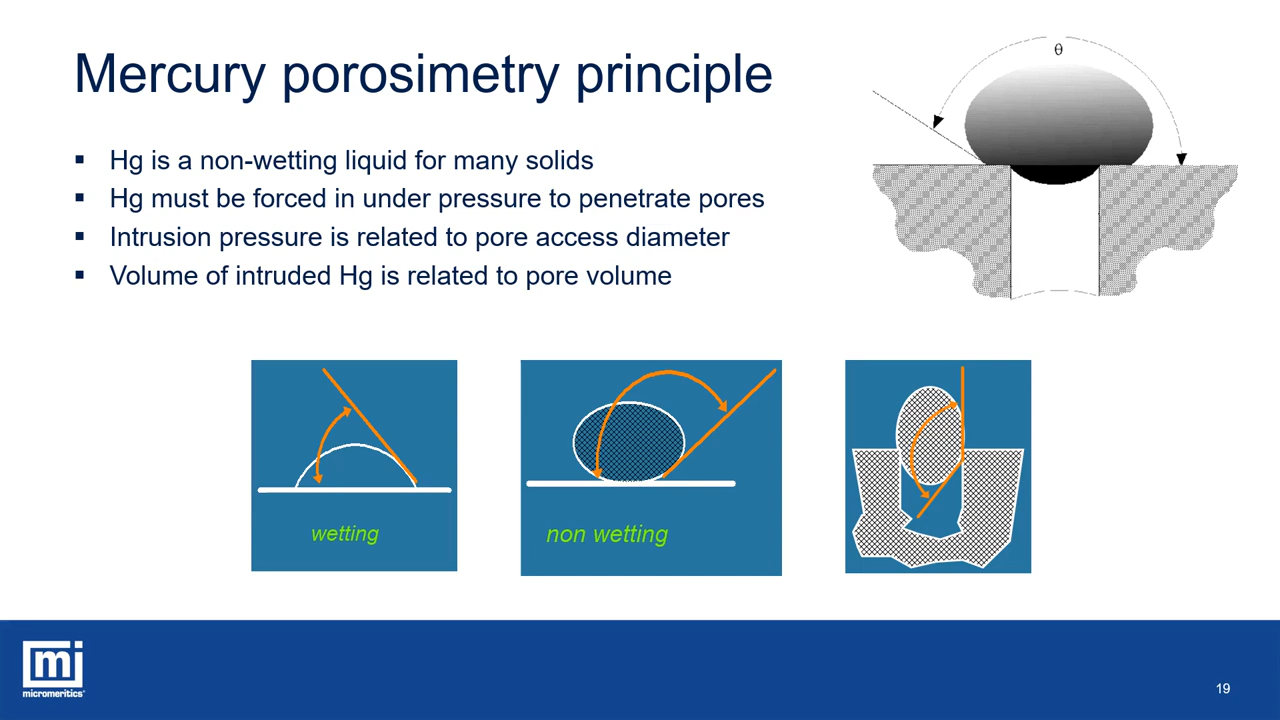 Mercury porosimetry principle
θ
▪ Hg is a non-wetting liquid for many solids
▪ Hg must be forced in under pressure to penetrate pores
▪ Intrusion pressure is related to pore access diameter
▪ Volume of intruded Hg is related to pore volume
wetting
non wetting
mi
micromeritics®
19